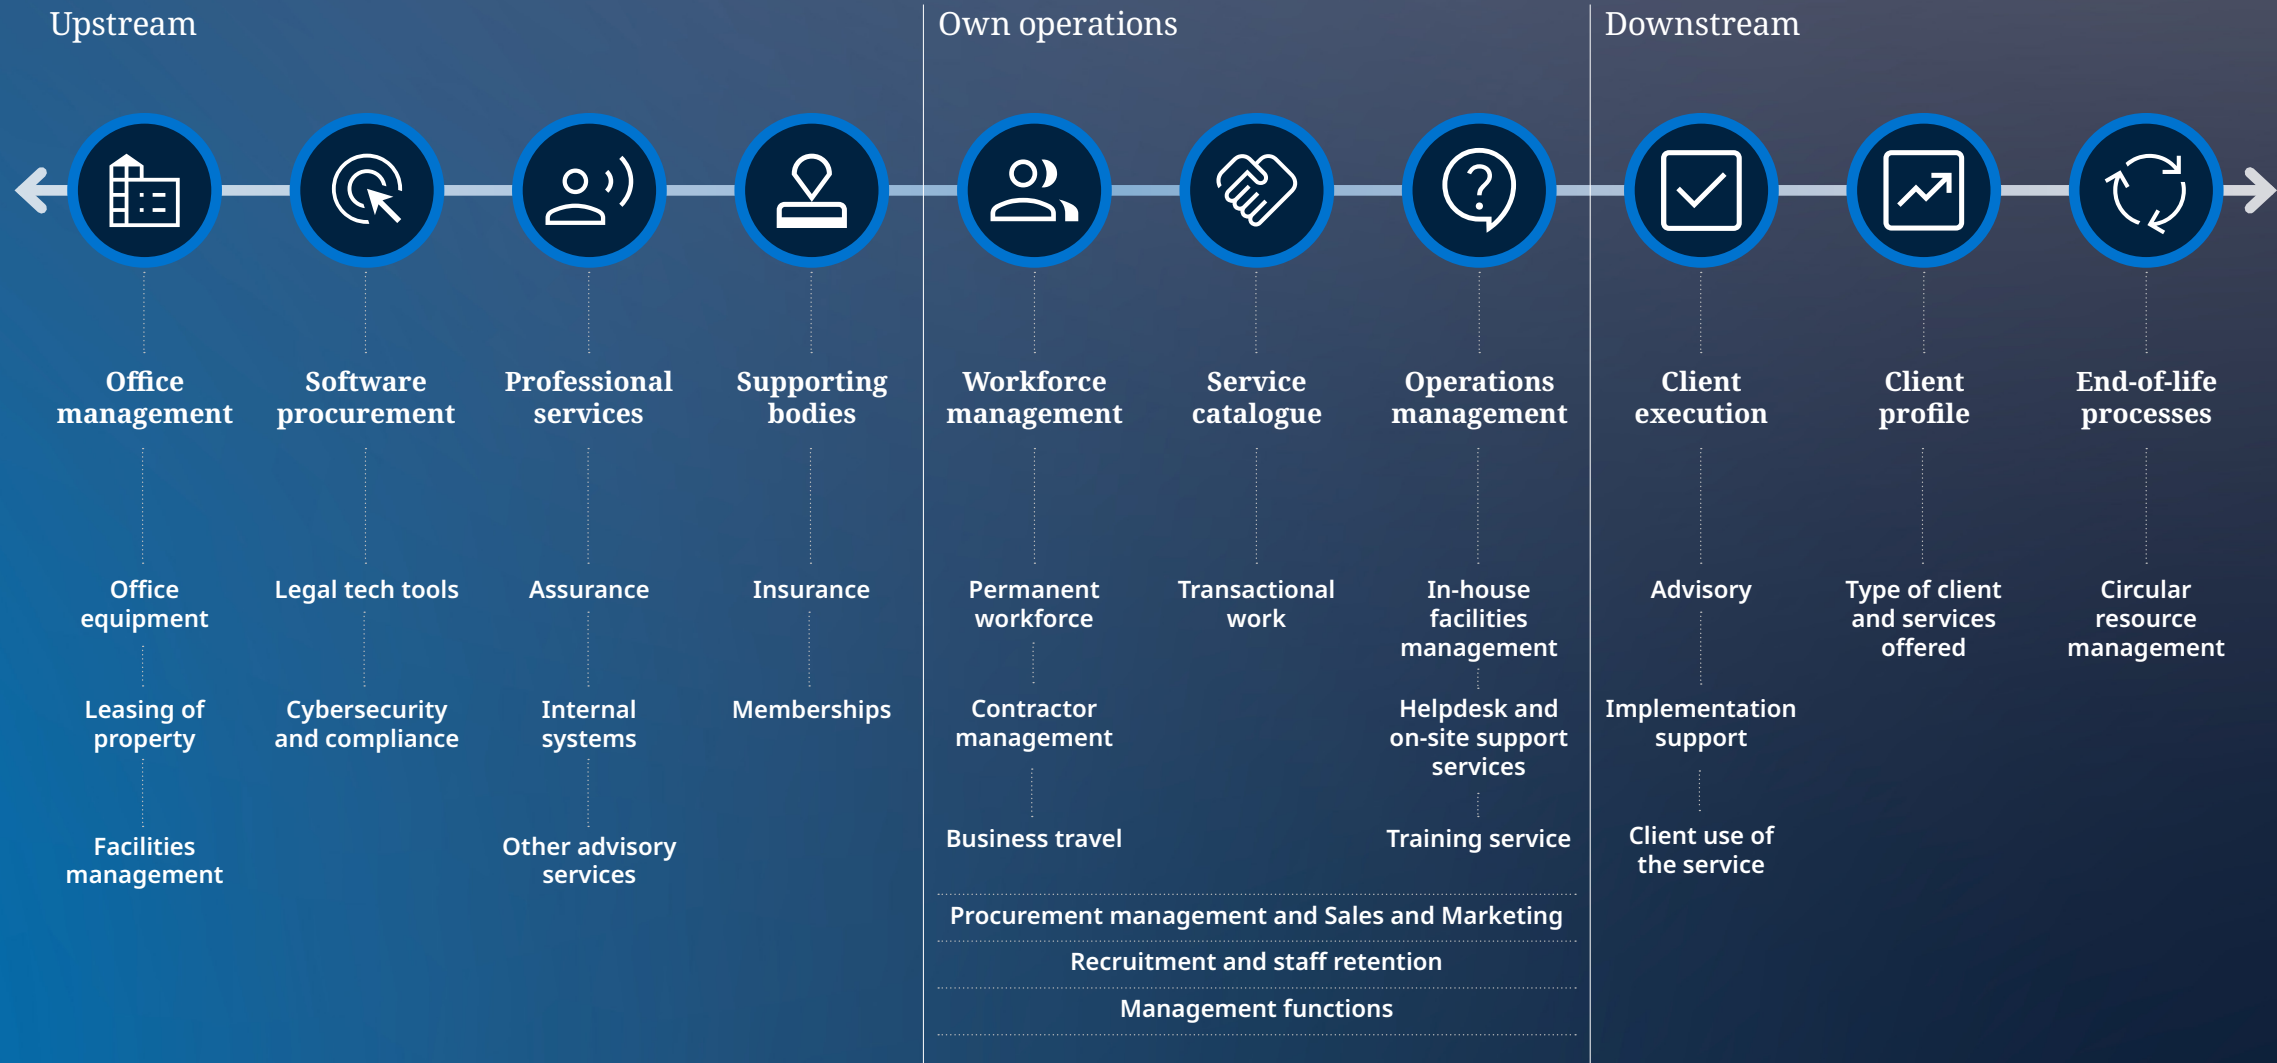 Upstream
Own operations
Downstream
Office
management
Software
procurement
Professional
services
Supporting
bodies
Workforce
management
Service
catalogue
Operations
management
Client
execution
Client
profile
End-of-life
processes
Office
equipment
Leasing of
property
Facilities
management
Legal tech tools
Cybersecurity
and compliance
Assurance
Internal
systems
Other advisory
services
Insurance
Memberships
Permanent
workforce
Contractor
management
Business travel
Transactional
work
In-house
facilities
management
Helpdesk and
on-site support
services
Training service
Procurement management and Sales and Marketing
Recruitment and staff retention
Management functions
Advisory
Implementation
support
Client use of
the service
Type of client
and services
offered
Circular
resource
management